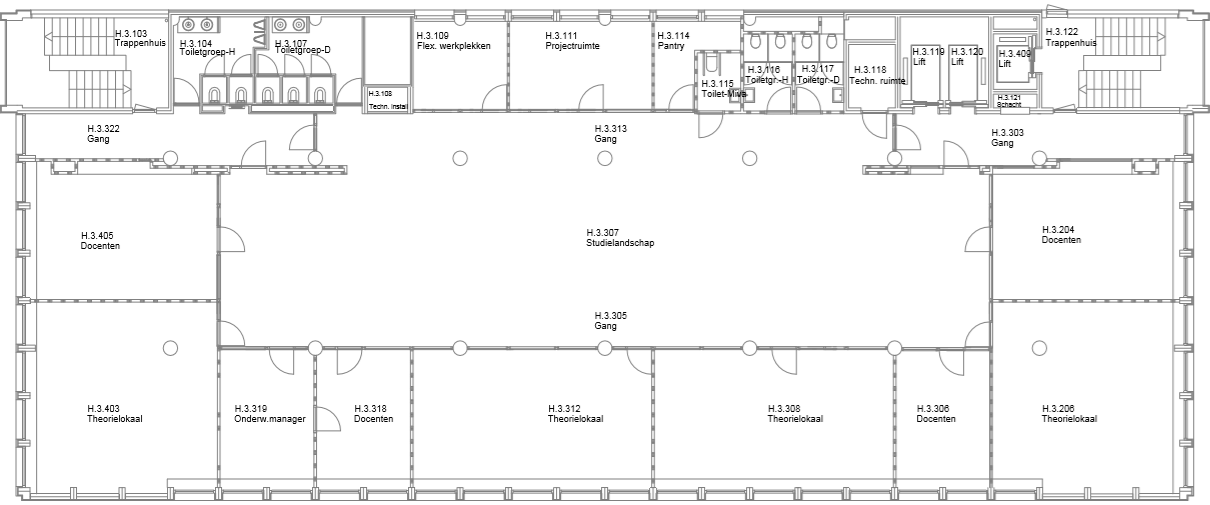 H.3.103
Trappenhuis
H.3.104
Toiletgroep-H
H.3.107
Toiletgroep-D
H.3.108
Techn. install
H.3.109
Flex. werkplekken
H.3.111
Projectruimte
H.3.114
Pantry
H.3.115
Toilet-Miva
H.3.116
Toiletgr.-H
H.3.117
Toiletgr.-D
H.3.118
Techn. ruimte
H.3.119
Lift
H.3.120
Lift
H.3.409
Lift
H.3.121
Schacht
H.3.122
Trappenhuis
H.3.322
Gang
H.3.313
Gang
H.3.303
Gang
H.3.405
Docenten
H.3.307
Studielandschap
H.3.204
Docenten
H.3.305
Gang
H.3.403
Theorielokaal
H.3.319
Onderw.manager
H.3.318
Docenten
H.3.312
Theorielokaal
H.3.308
Theorielokaal
H.3.306
Docenten
H.3.206
Theorielokaal